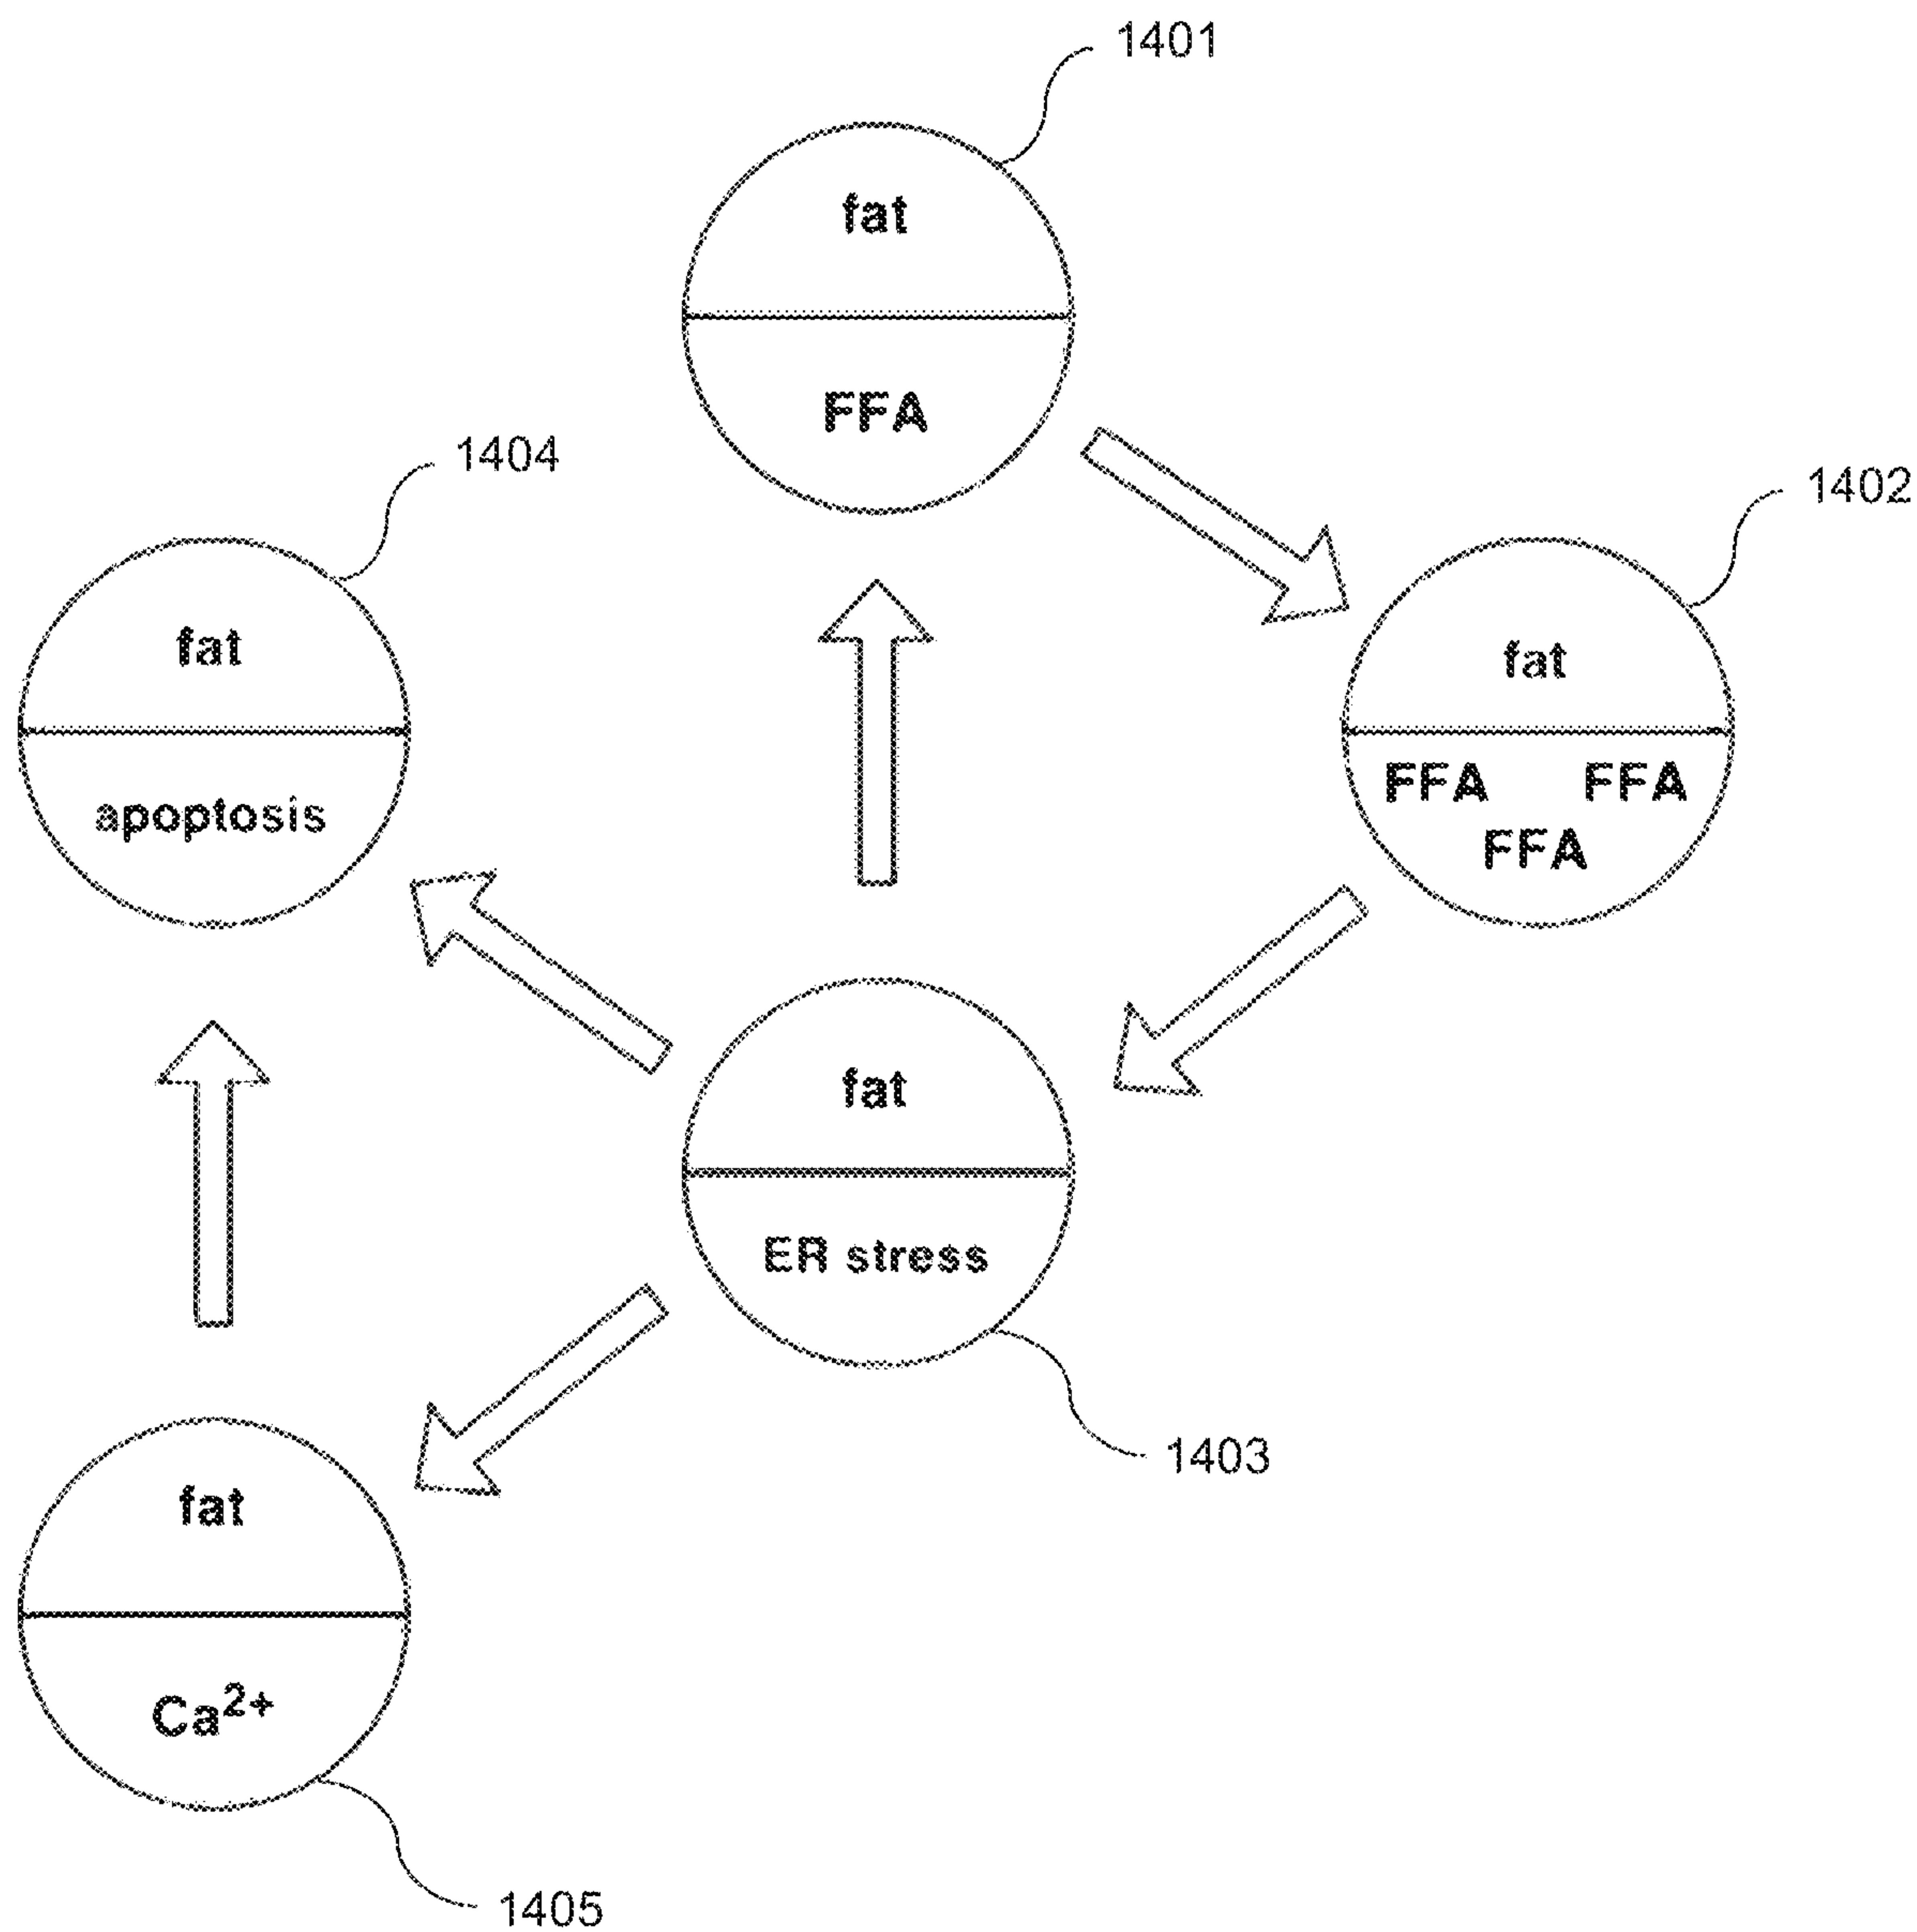 1401
fat
FFA
1404
1402
fat
apoptosis
fat
FFA FFA
FFA
fat
ER stress
1403
fat
Ca²⁺
1405